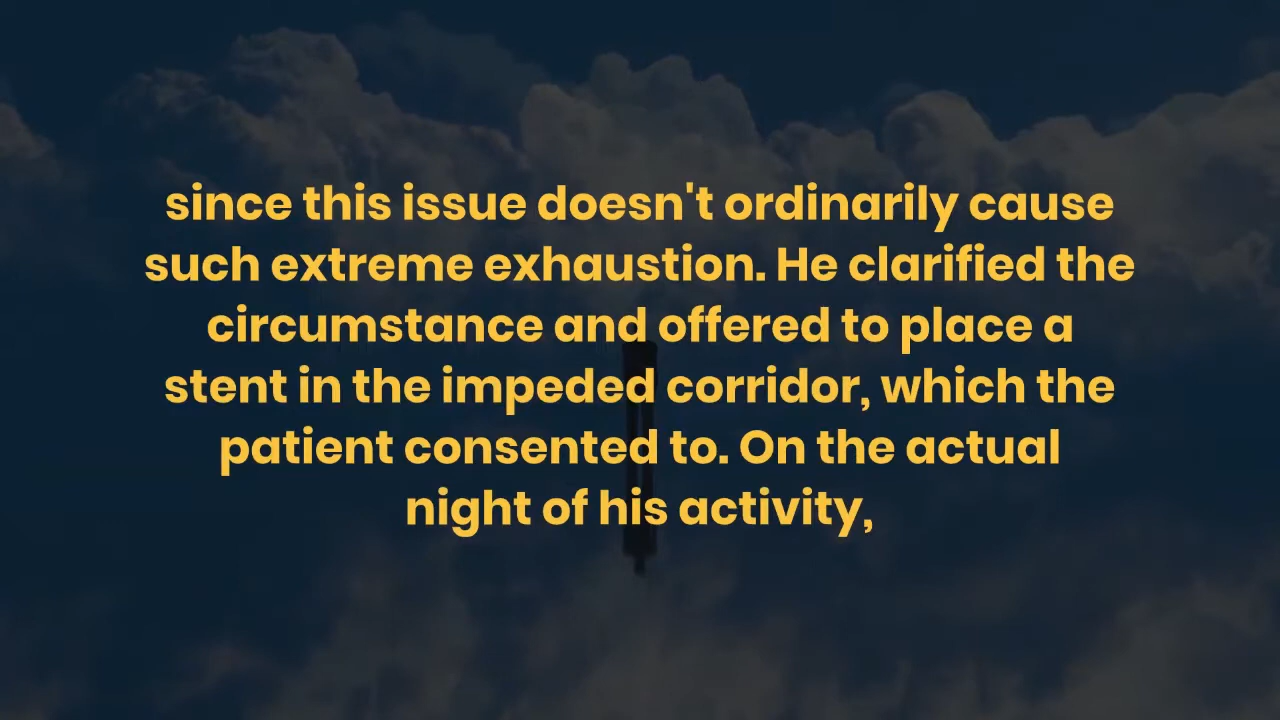 since this issue doesn't ordinarily cause
such extreme exhaustion. He clarified the
circumstance and offered to place a
stent in the impeded corridor, which the
patient consented to. On the actual
night of his activity,